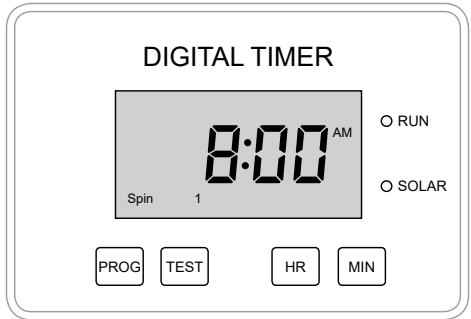 DIGITAL TIMER
8:00 AM
RUN
Spin 1
SOLAR
PROG TEST HR MIN